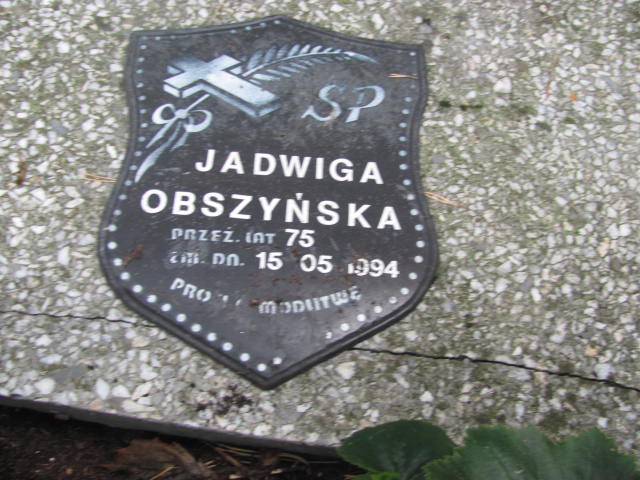 SP
JADWIGA
OBSZYŃSKA
PRZEŻ. LAT 75
ZM. DN. 15 05 1994
MODLITWĘ